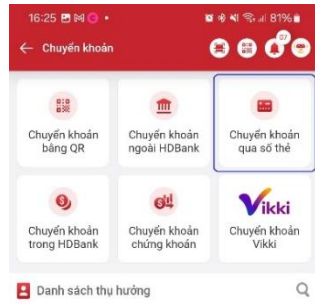 16:25 81%
← Chuyển khoản 07
Chuyển khoản
bằng QR
Chuyển khoản
ngoài HDBank
Chuyển khoản
qua số thẻ
Chuyển khoản
trong HDBank
Chuyển khoản
chứng khoán
Vikki
Chuyển khoản
Vikki
Danh sách thụ hưởng